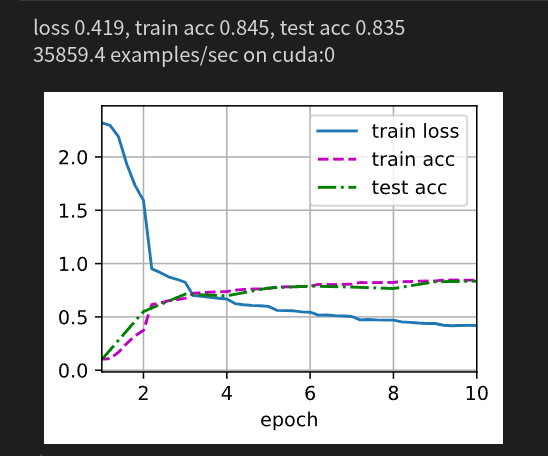 loss 0.419, train acc 0.845, test acc 0.835
35859.4 examples/sec on cuda:0
train loss
train acc
test acc
2.0
1.5
1.0
0.5
0.0
2 4 6 8 10
epoch